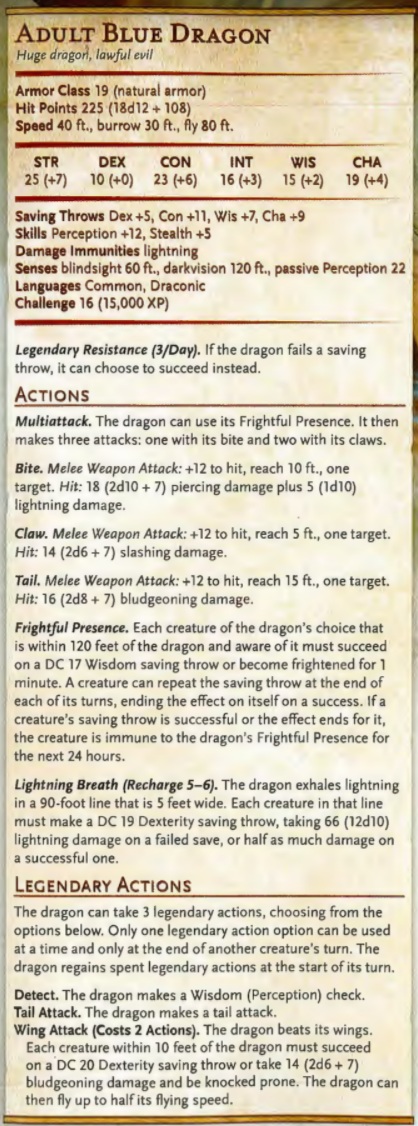 ADULT BLUE DRAGON
Huge dragon, lawful evil
Armor Class 19 (natural armor)
Hit Points 225 (18d12 + 108)
Speed 40 ft., burrow 30 ft., fly 80 ft.
STR DEX CON INT WIS CHA
25 (+7) 10 (+0) 23 (+6) 16 (+3) 15 (+2) 19 (+4)
Saving Throws Dex +5, Con +11, Wis +7, Cha +9
Skills Perception +12, Stealth +5
Damage Immunities lightning
Senses blindsight 60 ft., darkvision 120 ft., passive Perception 22
Languages Common, Draconic
Challenge 16 (15,000 XP)
Legendary Resistance (3/Day). If the dragon fails a saving
throw, it can choose to succeed instead.
ACTIONS
Multiattack. The dragon can use its Frightful Presence. It then
makes three attacks: one with its bite and two with its claws.
Bite. Melee Weapon Attack: +12 to hit, reach 10 ft., one
target. Hit: 18 (2d10 + 7) piercing damage plus 5 (1d10)
lightning damage.
Claw. Melee Weapon Attack: +12 to hit, reach 5 ft., one target.
Hit: 14 (2d6 + 7) slashing damage.
Tail. Melee Weapon Attack: +12 to hit, reach 15 ft., one target.
Hit: 16 (2d8 + 7) bludgeoning damage.
Frightful Presence. Each creature of the dragon's choice that
is within 120 feet of the dragon and aware of it must succeed
on a DC 17 Wisdom saving throw or become frightened for 1
minute. A creature can repeat the saving throw at the end of
each of its turns, ending the effect on itself on a success. If a
creature's saving throw is successful or the effect ends for it,
the creature is immune to the dragon's Frightful Presence for
the next 24 hours.
Lightning Breath (Recharge 5–6). The dragon exhales lightning
in a 90-foot line that is 5 feet wide. Each creature in that line
must make a DC 19 Dexterity saving throw, taking 66 (12d10)
lightning damage on a failed save, or half as much damage on
a successful one.
LEGENDARY ACTIONS
The dragon can take 3 legendary actions, choosing from the
options below. Only one legendary action option can be used
at a time and only at the end of another creature's turn. The
dragon regains spent legendary actions at the start of its turn.
Detect. The dragon makes a Wisdom (Perception) check.
Tail Attack. The dragon makes a tail attack.
Wing Attack (Costs 2 Actions). The dragon beats its wings.
Each creature within 10 feet of the dragon must succeed
on a DC 20 Dexterity saving throw or take 14 (2d6 + 7)
bludgeoning damage and be knocked prone. The dragon can
then fly up to half its flying speed.